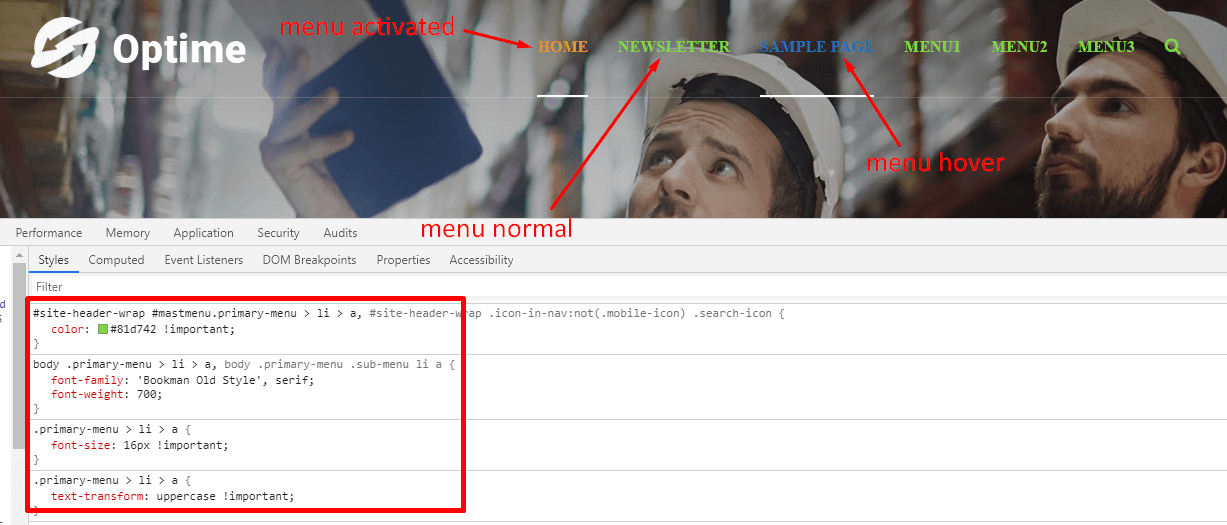 menu activated
Optime
HOME NEWSLETTER SAMPLE PAGE MENU1 MENU2 MENU3
menu hover
menu normal
Performance Memory Application Security Audits
Styles Computed Event Listeners DOM Breakpoints Properties Accessibility
Filter
#site-header-wrap #mastmenu.primary-menu > li > a, #site-header-wrap .icon-in-nav:not(.mobile-icon) .search-icon {
color: #81d742 !important;
}
body .primary-menu > li > a, body .primary-menu .sub-menu li a {
font-family: 'Bookman Old Style', serif;
font-weight: 700;
}
.primary-menu > li > a {
font-size: 16px !important;
}
.primary-menu > li > a {
text-transform: uppercase !important;
}